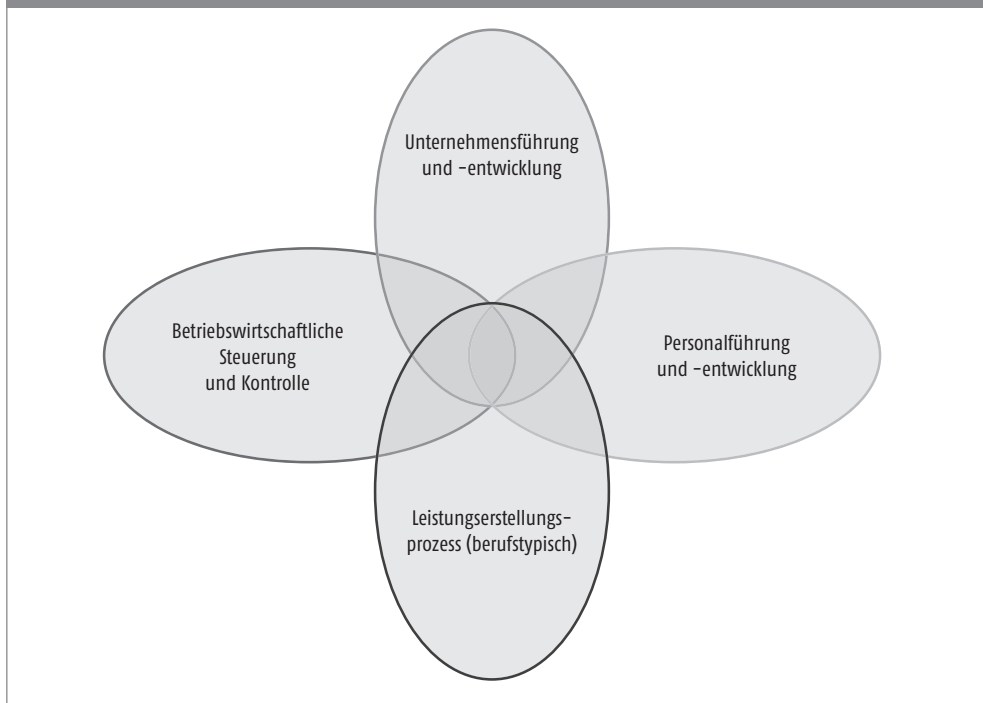 Unternehmensführung
und -entwicklung
Betriebswirtschaftliche
Steuerung
und Kontrolle
Personalführung
und -entwicklung
Leistungserstellungs-
prozess (berufstypisch)